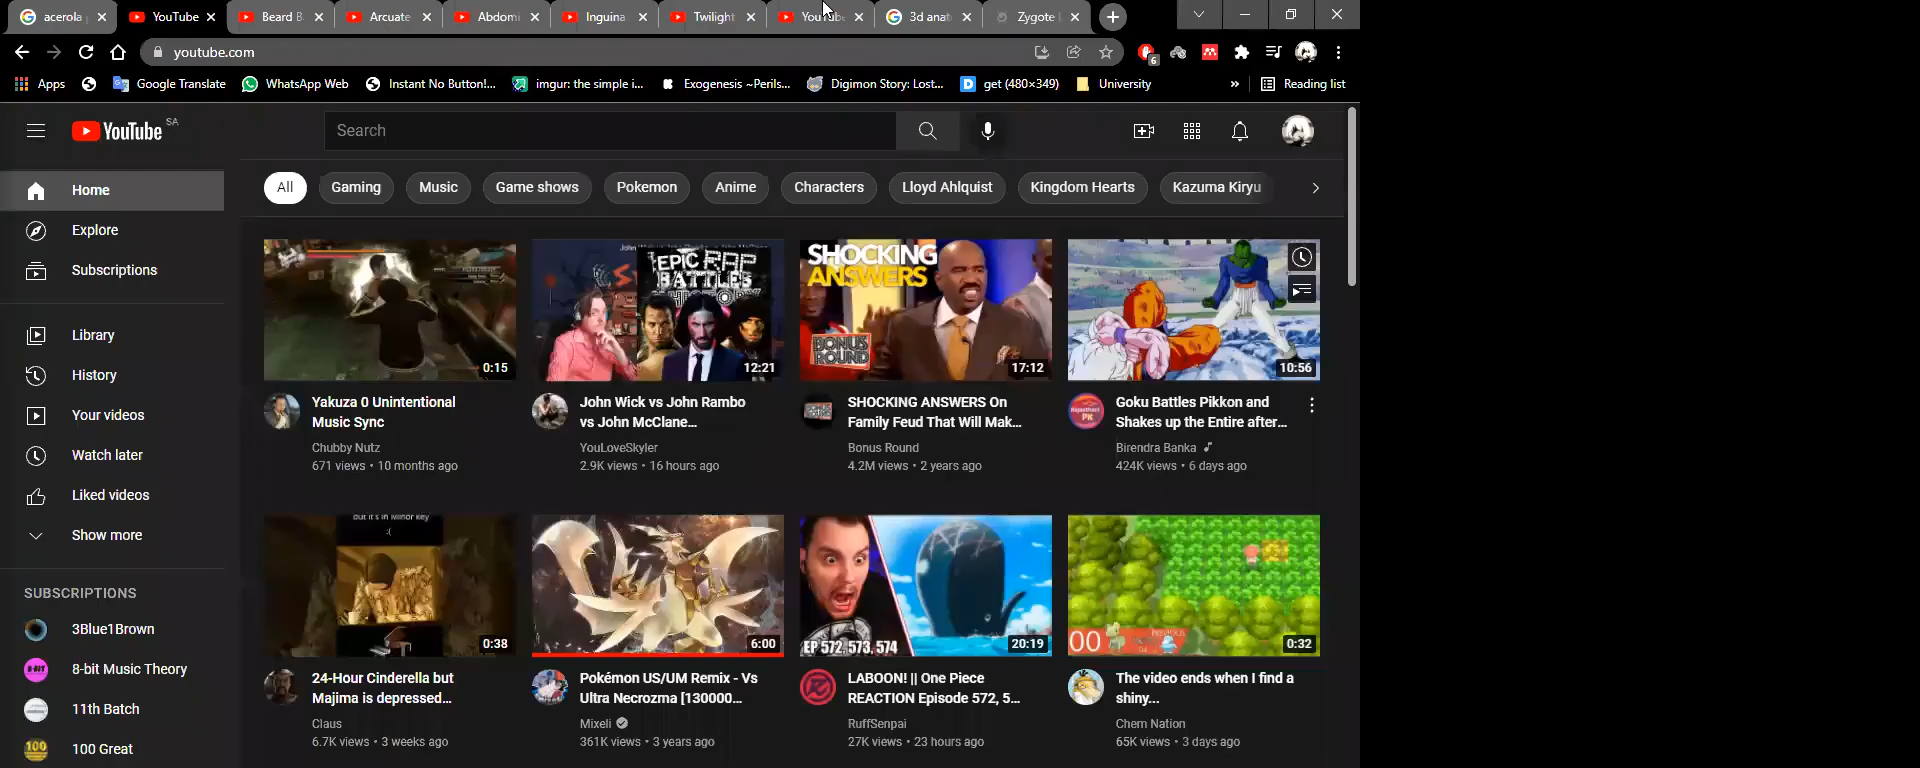 acerola
YouTube
Beard B
Arcuate
Abdomi
Inguina
Twilight
YouTube
3d anat
Zygote
youtube.com
6
Apps
Google Translate
WhatsApp Web
Instant No Button!...
imgur: the simple i...
Exogenesis ~Perils...
Digimon Story: Lost...
get (480×349)
University
»
Reading list
YouTube SA
Search
All
Gaming
Music
Game shows
Pokemon
Anime
Characters
Lloyd Ahlquist
Kingdom Hearts
Kazuma Kiryu
Home
Explore
Subscriptions
Library
History
Your videos
Watch later
Liked videos
Show more
SUBSCRIPTIONS
3Blue1Brown
8-bit Music Theory
11th Batch
100 Great
0:15
Yakuza 0 Unintentional
Music Sync
Chubby Nutz
671 views • 10 months ago
EPIC RAP
BATTLES
12:21
John Wick vs John Rambo
vs John McClane...
YouLoveSkyler
2.9K views • 16 hours ago
SHOCKING
ANSWERS
BONUS
ROUND
17:12
SHOCKING ANSWERS On
Family Feud That Will Mak...
Bonus Round
4.2M views • 2 years ago
10:56
Goku Battles Pikkon and
Shakes up the Entire after...
Birendra Banka
424K views • 6 days ago
but it's in Minor key
:(
0:38
24-Hour Cinderella but
Majima is depressed...
Claus
6.7K views • 3 weeks ago
6:00
Pokémon US/UM Remix - Vs
Ultra Necrozma [130000...
Mixeli
361K views • 3 years ago
EP 572, 573, 574
20:19
LABOON! || One Piece
REACTION Episode 572, 5...
RuffSenpai
27K views • 23 hours ago
00
PREVIOUS
0:32
The video ends when I find a
shiny...
Chem Nation
65K views • 3 days ago